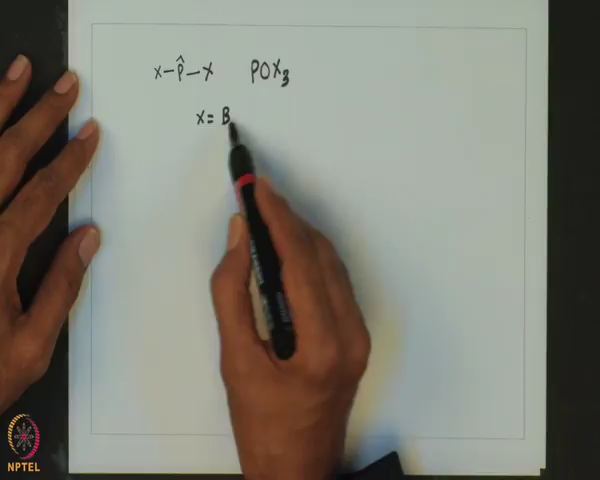 X-P̂-X POX₃
X= B
NPTEL